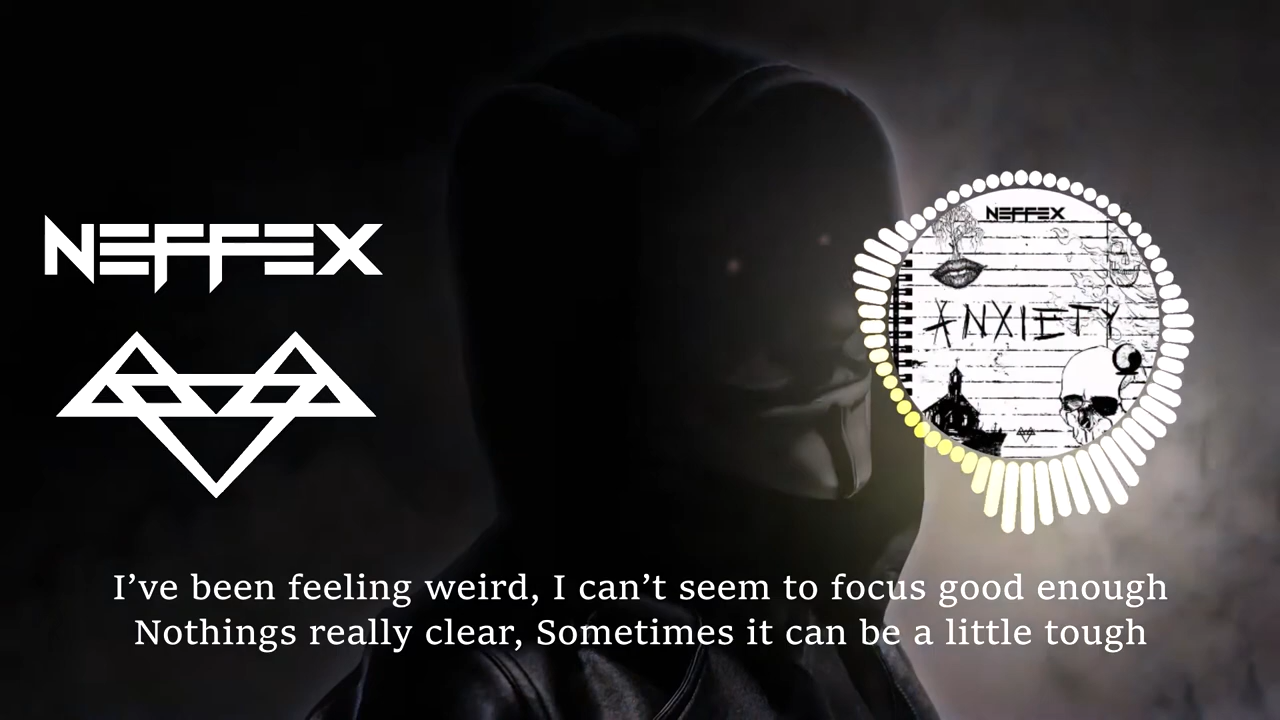 NEFFEX
NEFFEX
ANXIETY
I’ve been feeling weird, I can’t seem to focus good enough
Nothings really clear, Sometimes it can be a little tough